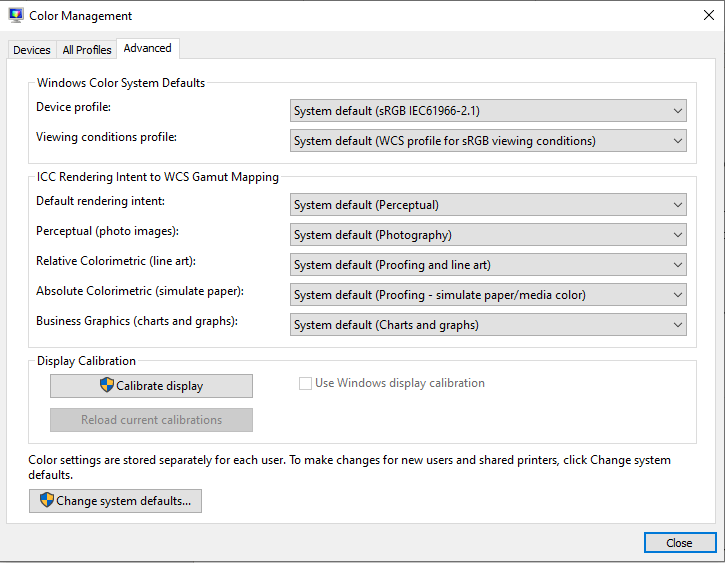 Color Management
Devices
All Profiles
Advanced
Windows Color System Defaults
Device profile:
System default (sRGB IEC61966-2.1)
Viewing conditions profile:
System default (WCS profile for sRGB viewing conditions)
ICC Rendering Intent to WCS Gamut Mapping
Default rendering intent:
System default (Perceptual)
Perceptual (photo images):
System default (Photography)
Relative Colorimetric (line art):
System default (Proofing and line art)
Absolute Colorimetric (simulate paper):
System default (Proofing - simulate paper/media color)
Business Graphics (charts and graphs):
System default (Charts and graphs)
Display Calibration
Calibrate display
Use Windows display calibration
Reload current calibrations
Color settings are stored separately for each user. To make changes for new users and shared printers, click Change system
defaults.
Change system defaults...
Close